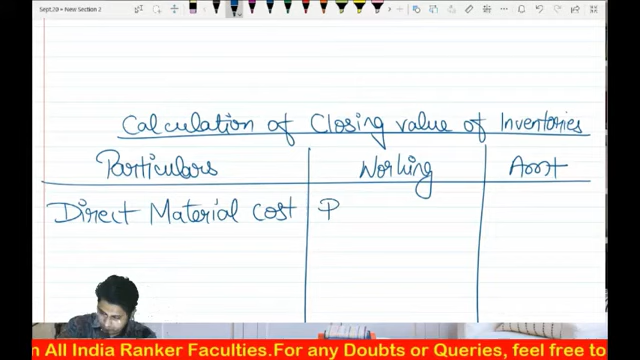 Sept.20 – New Section 2
Calculation of Closing value of Inventories
Particulars Working Amt
Direct Material cost P
n All India Ranker Faculties.For any Doubts or Queries, feel free to